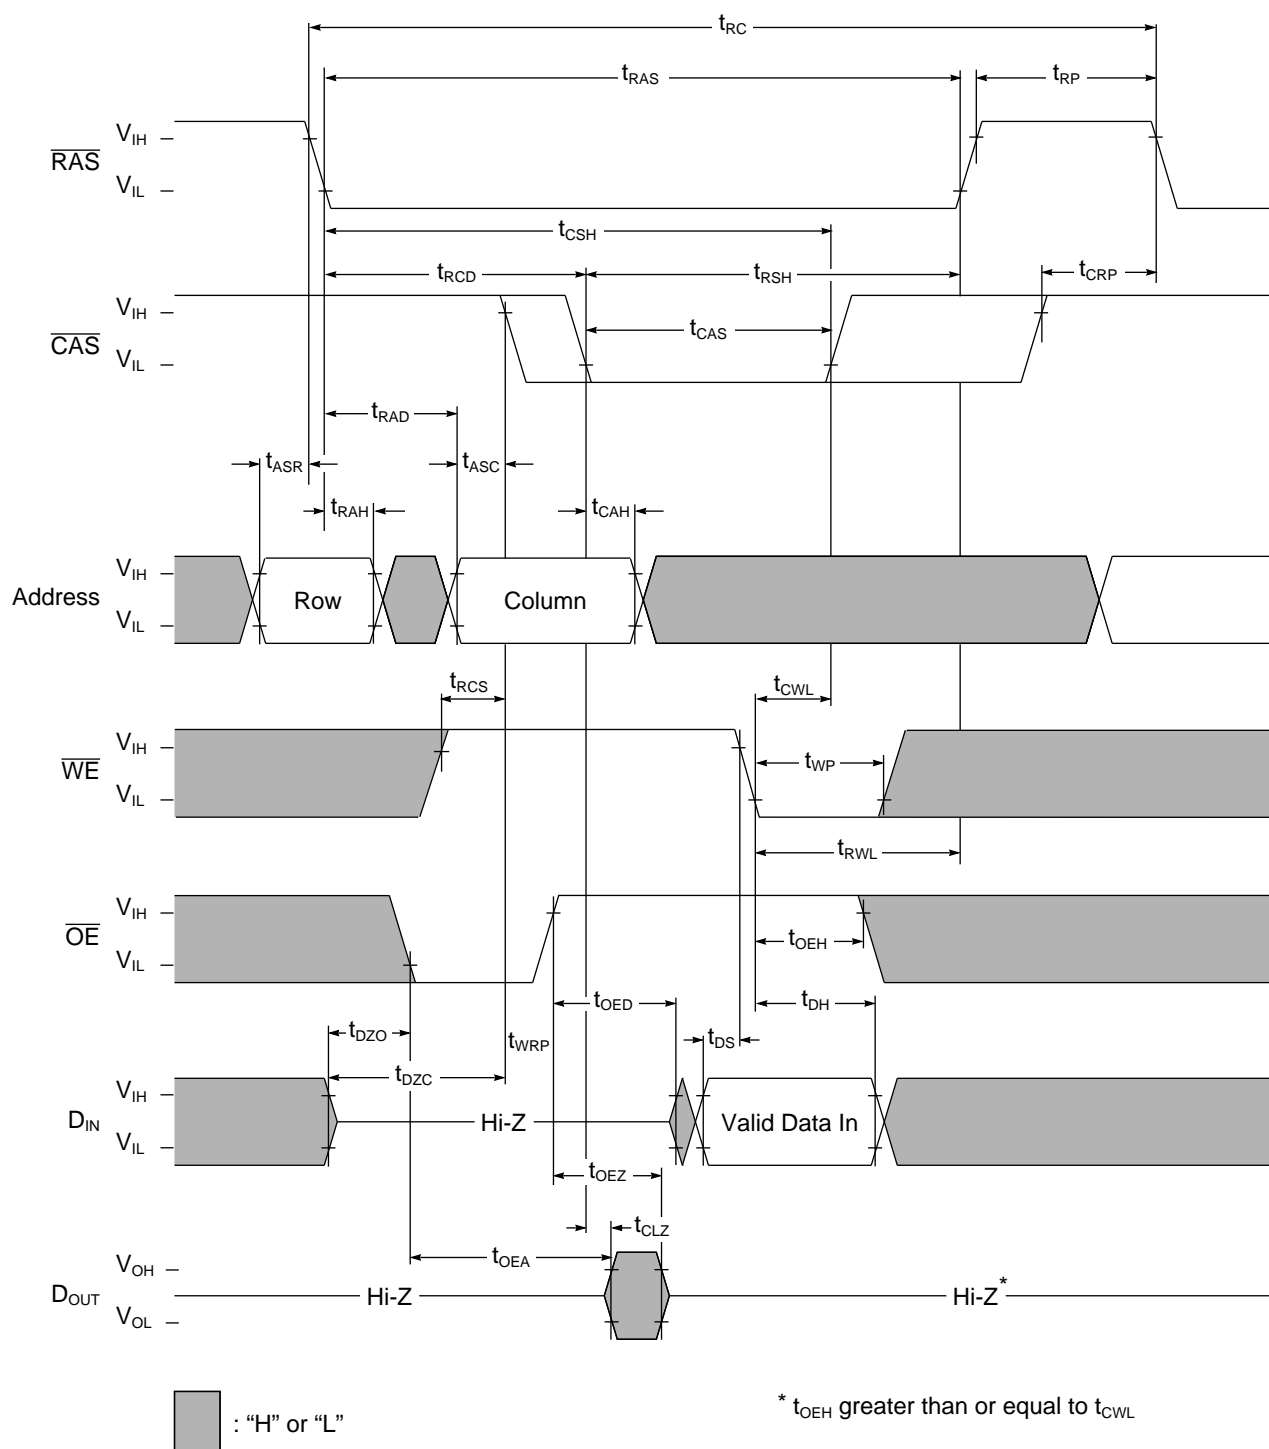 tRC
tRAS
tRP
VIH
RAS
VIL
tCSH
tRCD
tRSH
tCRP
VIH
CAS
tCAS
VIL
tRAD
tASR
tASC
tRAH
tCAH
VIH
Address
Row
Column
VIL
tRCS
tCWL
VIH
WE
tWP
VIL
tRWL
VIH
OE
tOEH
VIL
tOED
tDH
tDZO
tWRP
tDS
tDZC
VIH
DIN
Hi-Z
Valid Data In
VIL
tOEZ
tCLZ
tOEA
VOH
DOUT
Hi-Z
Hi-Z*
VOL
: “H” or “L”
* tOEH greater than or equal to tCWL